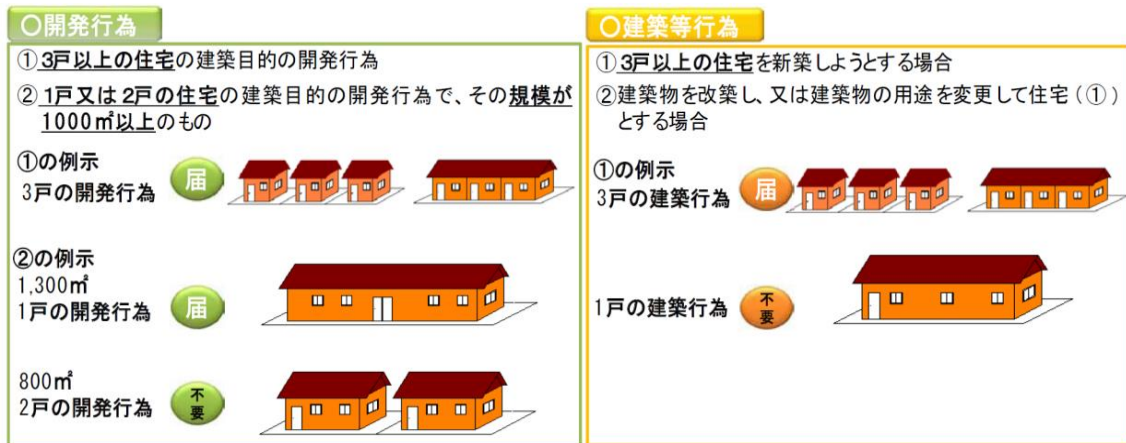 〇開発行為
①3戸以上の住宅の建築目的の開発行為
②1戸又は2戸の住宅の建築目的の開発行為で、その規模が
1000㎡以上のもの
①の例示
3戸の開発行為
届
②の例示
1,300㎡
1戸の開発行為
届
800㎡
2戸の開発行為
不要
〇建築等行為
①3戸以上の住宅を新築しようとする場合
②建築物を改築し、又は建築物の用途を変更して住宅(①)
とする場合
①の例示
3戸の建築行為
届
1戸の建築行為
不要